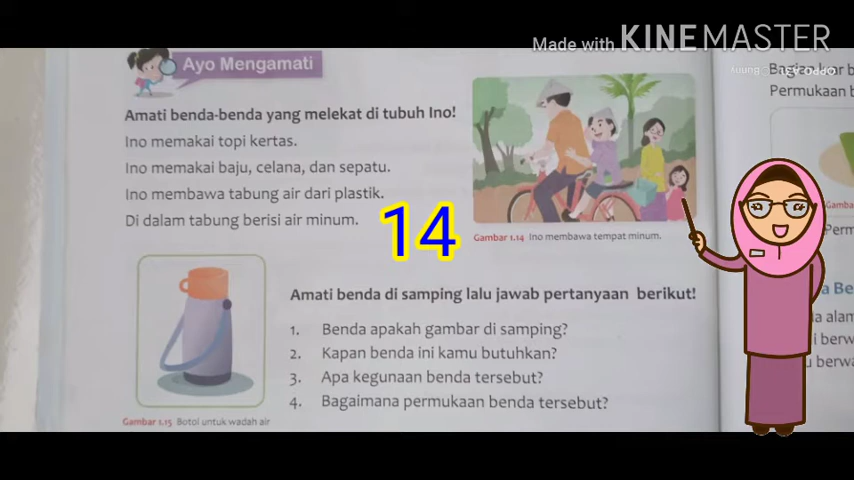 Made with KINEMASTER
Ayo Mengamati
Amati benda-benda yang melekat di tubuh Ino!
Ino memakai topi kertas.
Ino memakai baju, celana, dan sepatu.
Ino membawa tabung air dari plastik.
Di dalam tabung berisi air minum.
14
Gambar 1.14 Ino membawa tempat minum.
Amati benda di samping lalu jawab pertanyaan berikut!
1. Benda apakah gambar di samping?
2. Kapan benda ini kamu butuhkan?
3. Apa kegunaan benda tersebut?
4. Bagaimana permukaan benda tersebut?
Gambar 1.15 Botol untuk wadah air
Permukaan